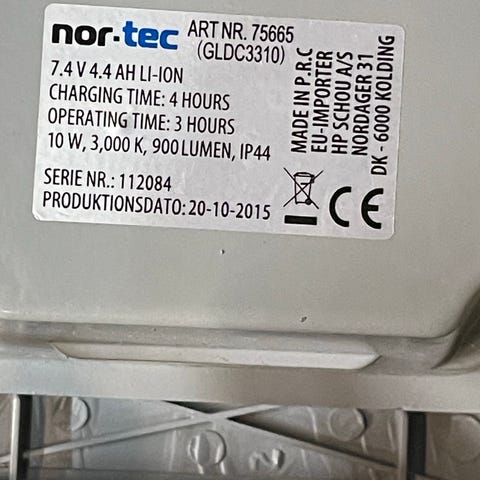 nor-tec ART NR. 75665
(GLDC3310)
7.4 V 4.4 AH LI-ION
CHARGING TIME: 4 HOURS
OPERATING TIME: 3 HOURS
10 W, 3,000 K, 900 LUMEN, IP44
SERIE NR.: 112084
PRODUKTIONSDATO: 20-10-2015
MADE IN P.R.C
EU-IMPORTER
HP SCHOU A/S
NORDAGER 31
DK - 6000 KOLDING
CE